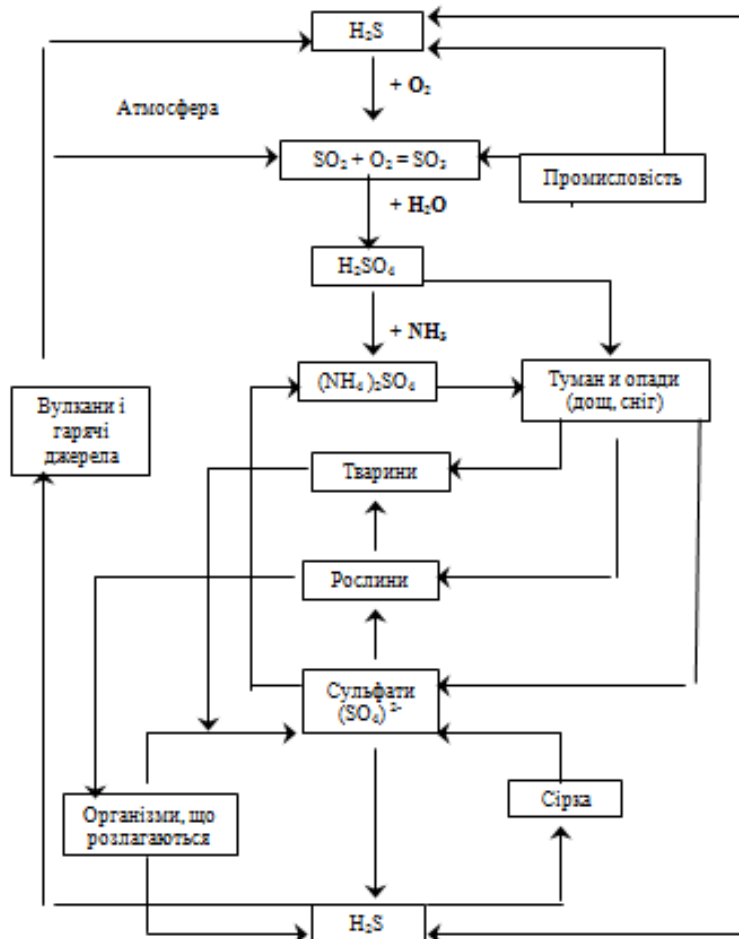 H₂S
+ O₂
Атмосфера
SO₂ + O₂ = SO₃
Промисловість
+ H₂O
H₂SO₄
+ NH₃
(NH₄)₂SO₄
Туман и опади
(дощ, сніг)
Вулкани і
гарячі
джерела
Тварини
Рослини
Сульфати
(SO₄) ²⁻
Організми, що
розлагаються
Сірка
H₂S